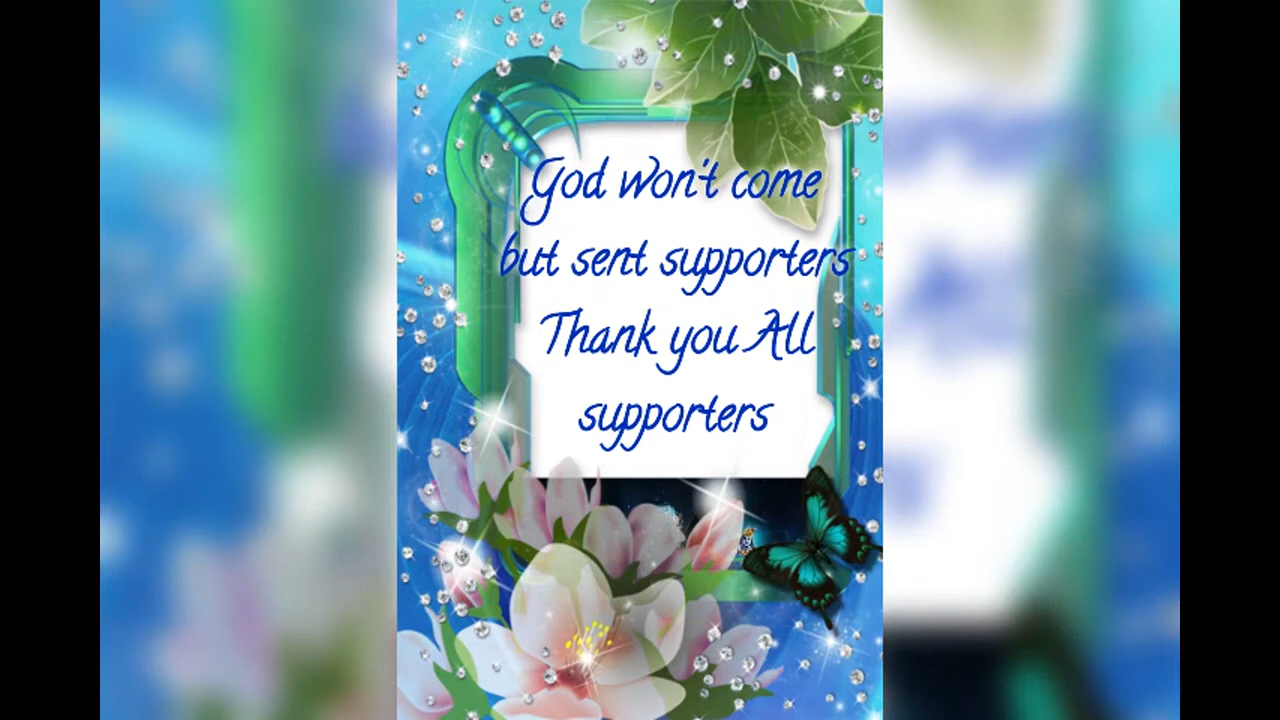 God won't come
but sent supporters
Thank you All
supporters